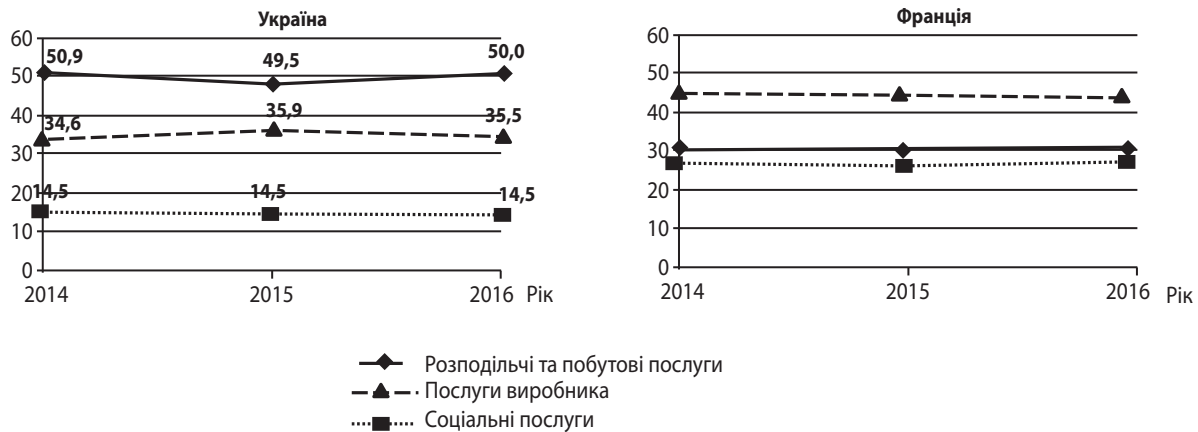 Україна
60
50
40
30
20
10
0
50,9 49,5 50,0
34,6 35,9 35,5
14,5 14,5 14,5
2014 2015 2016 Рік
Франція
60
50
40
30
20
10
0
2014 2015 2016 Рік
Розподільчі та побутові послуги
Послуги виробника
Соціальні послуги